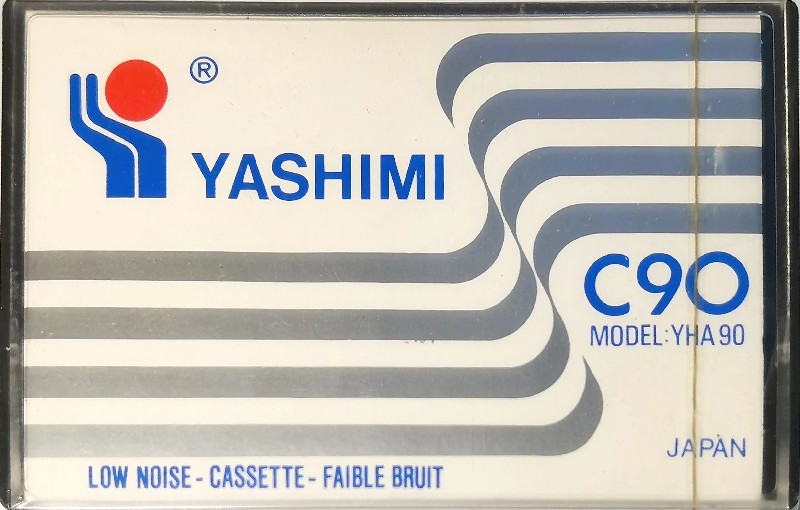 ®
YASHIMI
C90
MODEL:YHA90
JAPAN
LOW NOISE - CASSETTE - FAIBLE BRUIT